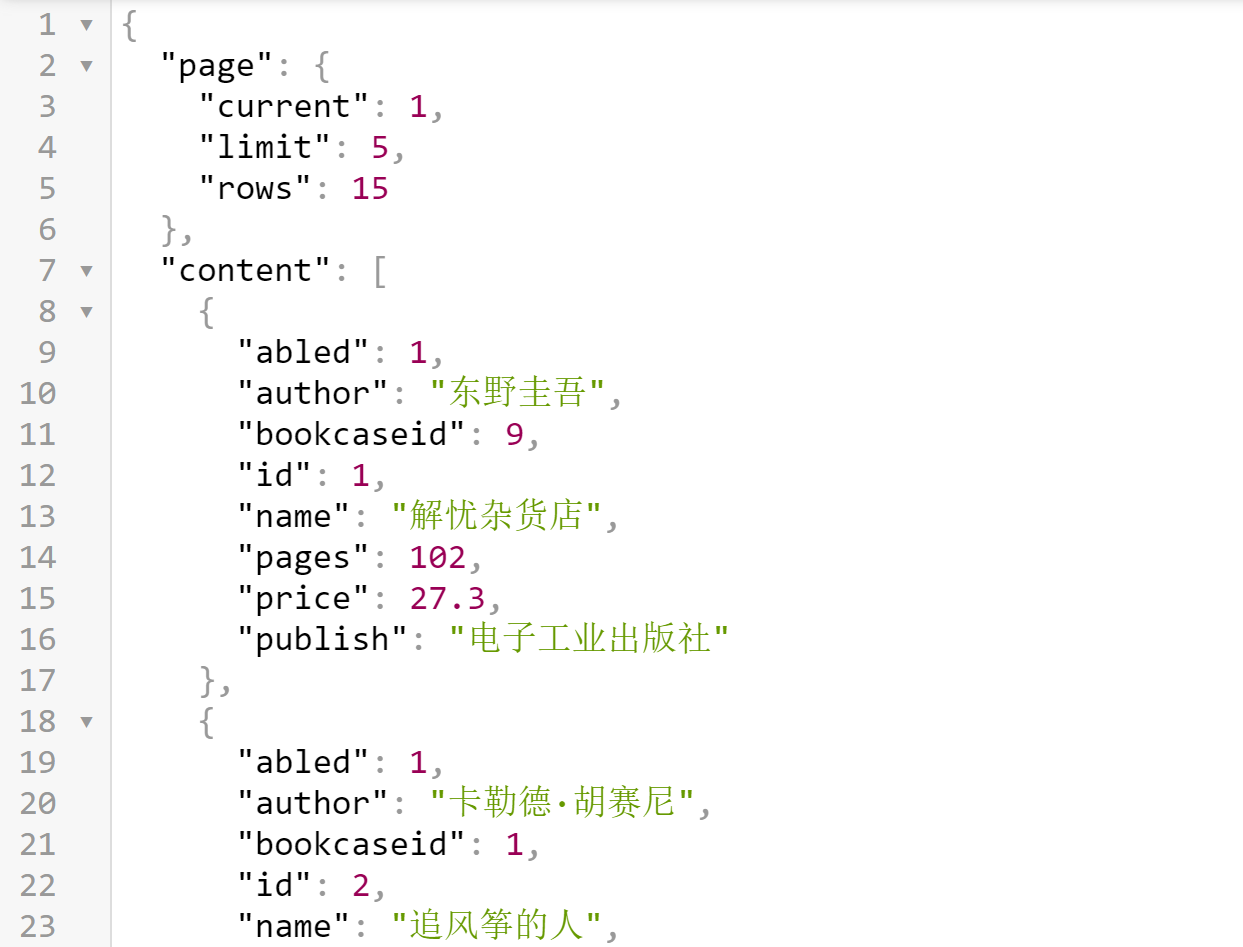 1 ▼ {
2 ▼   "page": {
3     "current": 1,
4     "limit": 5,
5     "rows": 15
6   },
7 ▼   "content": [
8 ▼     {
9       "abled": 1,
10       "author": "东野圭吾",
11       "bookcaseid": 9,
12       "id": 1,
13       "name": "解忧杂货店",
14       "pages": 102,
15       "price": 27.3,
16       "publish": "电子工业出版社"
17     },
18 ▼     {
19       "abled": 1,
20       "author": "卡勒德·胡赛尼",
21       "bookcaseid": 1,
22       "id": 2,
23       "name": "追风筝的人",